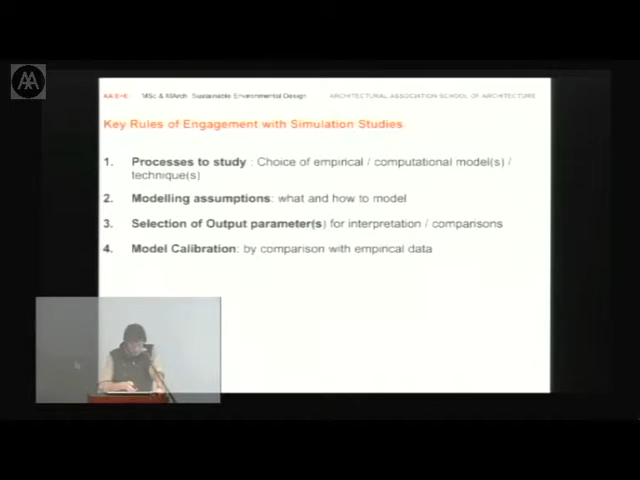 AA
AA E+E MSc & MArch Sustainable Environmental Design ARCHITECTURAL ASSOCIATION SCHOOL OF ARCHITECTURE
Key Rules of Engagement with Simulation Studies
1. Processes to study : Choice of empirical / computational model(s) /
technique(s)
2. Modelling assumptions: what and how to model
3. Selection of Output parameter(s) for interpretation / comparisons
4. Model Calibration: by comparison with empirical data